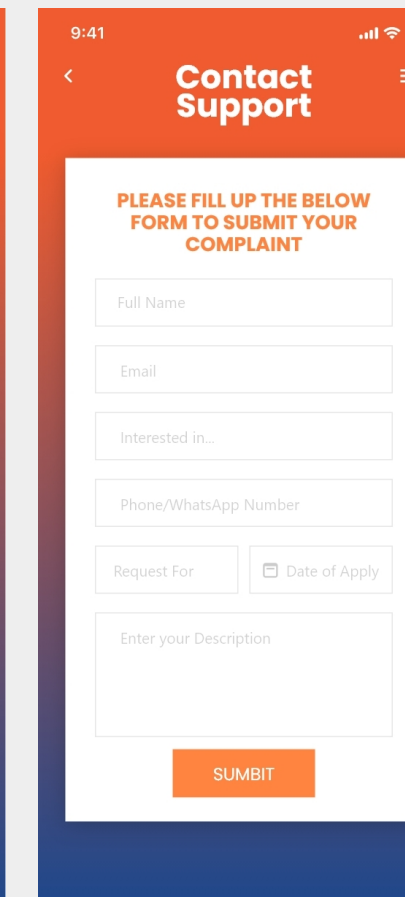 9:41
Contact
Support
PLEASE FILL UP THE BELOW
FORM TO SUBMIT YOUR
COMPLAINT
Full Name
Email
Interested in...
Phone/WhatsApp Number
Request For
Date of Apply
Enter your Description
SUMBIT